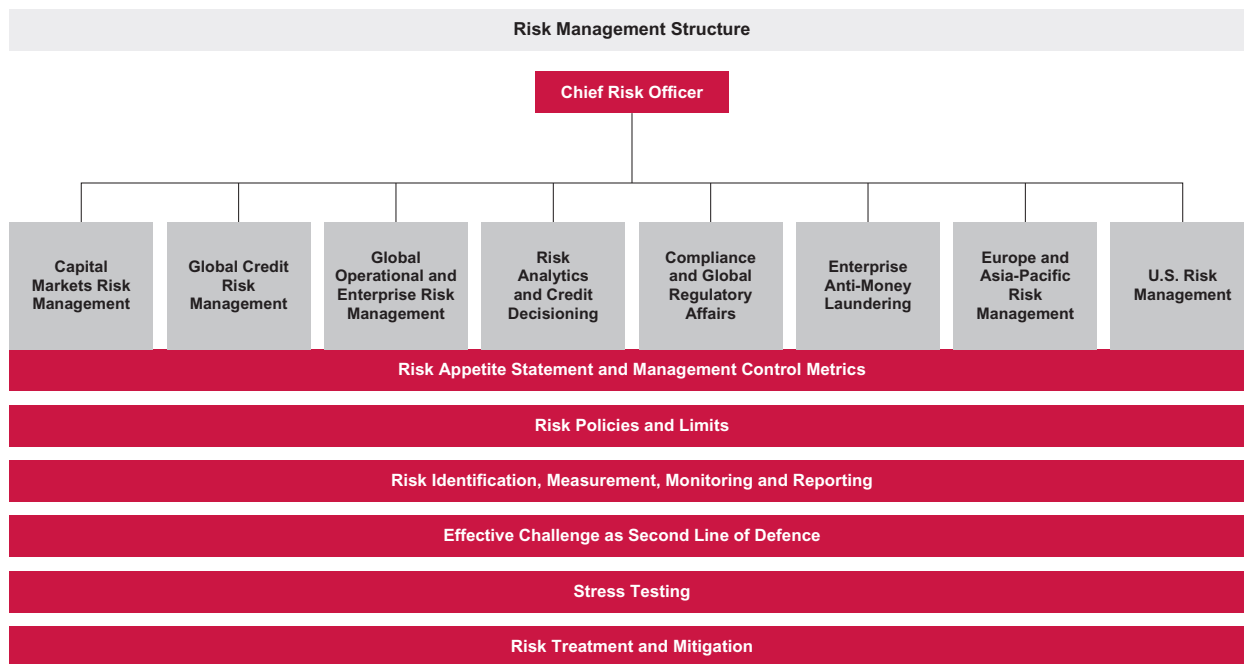 Risk Management Structure
Chief Risk Officer
Capital
Markets Risk
Management
Global Credit
Risk
Management
Global
Operational and
Enterprise Risk
Management
Risk
Analytics
and Credit
Decisioning
Compliance
and Global
Regulatory
Affairs
Enterprise
Anti-Money
Laundering
Europe and
Asia-Pacific
Risk
Management
U.S. Risk
Management
Risk Appetite Statement and Management Control Metrics
Risk Policies and Limits
Risk Identification, Measurement, Monitoring and Reporting
Effective Challenge as Second Line of Defence
Stress Testing
Risk Treatment and Mitigation